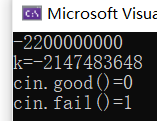 Microsoft Visua
-2200000000
k=-2147483648
cin.good()=0
cin.fail()=1